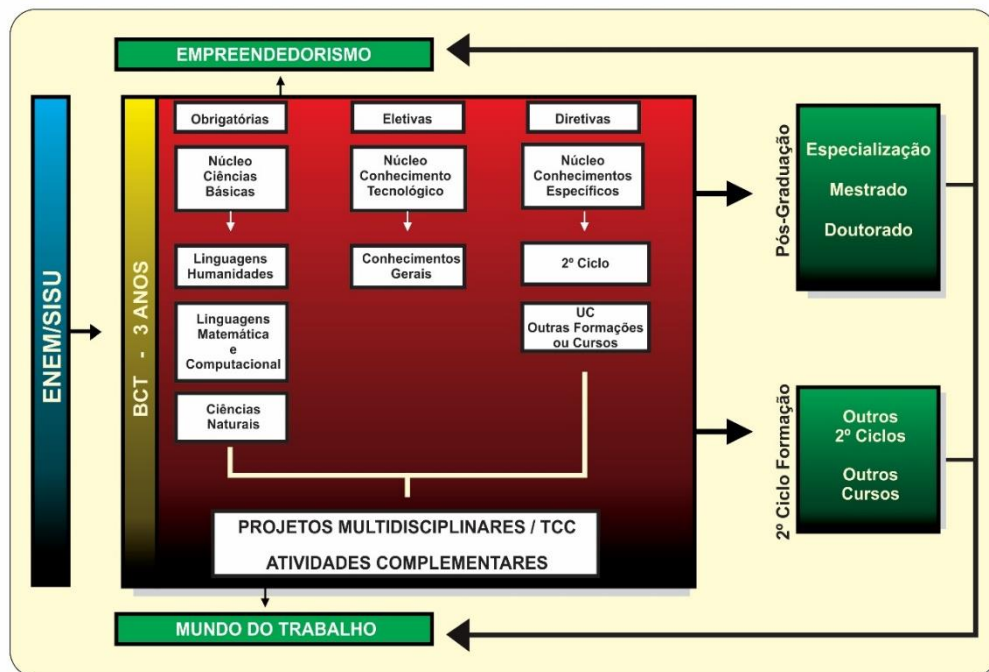 EMPREENDEDORISMO
ENEM/SISU
BCT - 3 ANOS
Obrigatórias
Núcleo
Ciências
Básicas
Linguagens
Humanidades
Linguagens
Matemática
e
Computacional
Ciências
Naturais
Eletivas
Núcleo
Conhecimento
Tecnológico
Conhecimentos
Gerais
Diretivas
Núcleo
Conhecimentos
Específicos
2º Ciclo
UC
Outras Formações
ou Cursos
PROJETOS MULTIDISCIPLINARES / TCC
ATIVIDADES COMPLEMENTARES
MUNDO DO TRABALHO
Pós-Graduação
Especialização
Mestrado
Doutorado
2º Ciclo Formação
Outros
2º Ciclos
Outros
Cursos